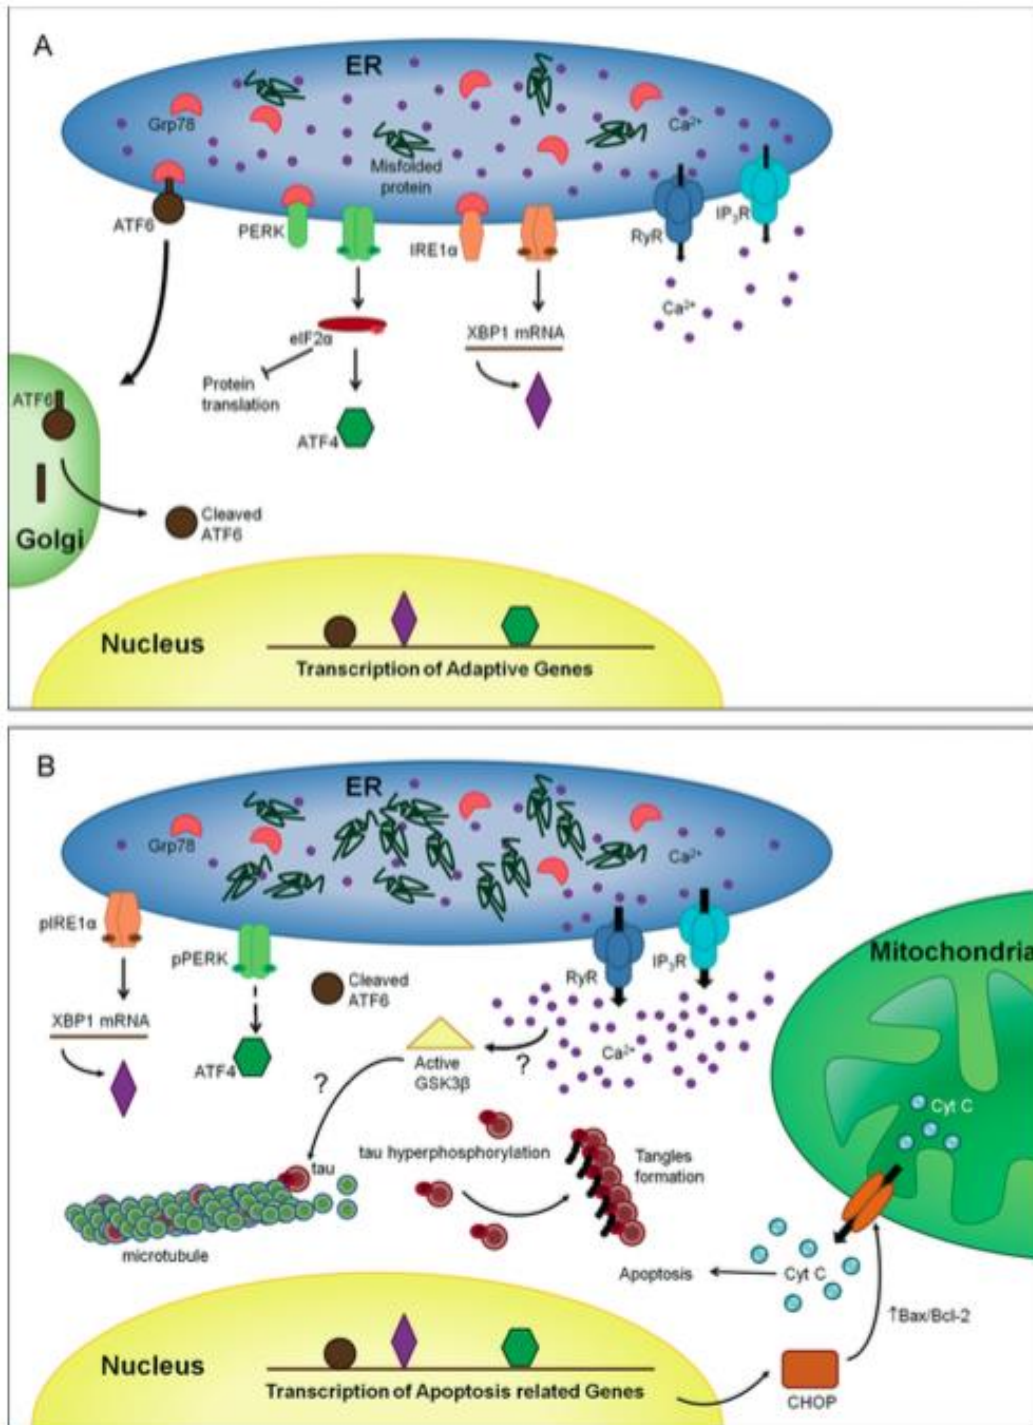 A
ER
Grp78
Ca²⁺
Misfolded
protein
ATF6
PERK
IRE1α
RyR
IP₃R
Ca²⁺
eIF2α
XBP1 mRNA
Protein
translation
ATF4
ATF6
Golgi
Cleaved
ATF6
Nucleus
Transcription of Adaptive Genes
B
ER
Grp78
Ca²⁺
pIRE1α
pPERK
Cleaved
ATF6
RyR
IP₃R
Mitochondria
XBP1 mRNA
ATF4
Active
GSK3β
?
Ca²⁺
?
Cyt C
tau
tau hyperphosphorylation
Tangles
formation
microtubule
Apoptosis
Cyt C
↑Bax/Bcl-2
Nucleus
Transcription of Apoptosis related Genes
CHOP